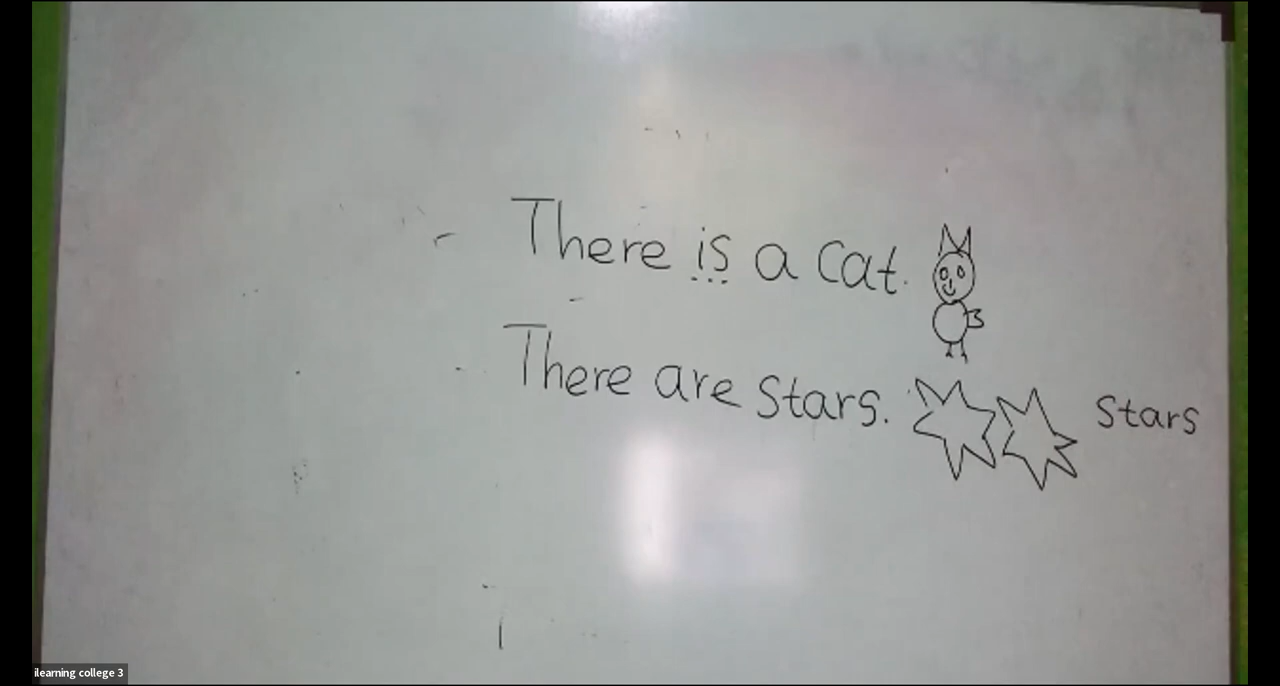 There is a cat.
There are stars.
stars
ilearning college 3